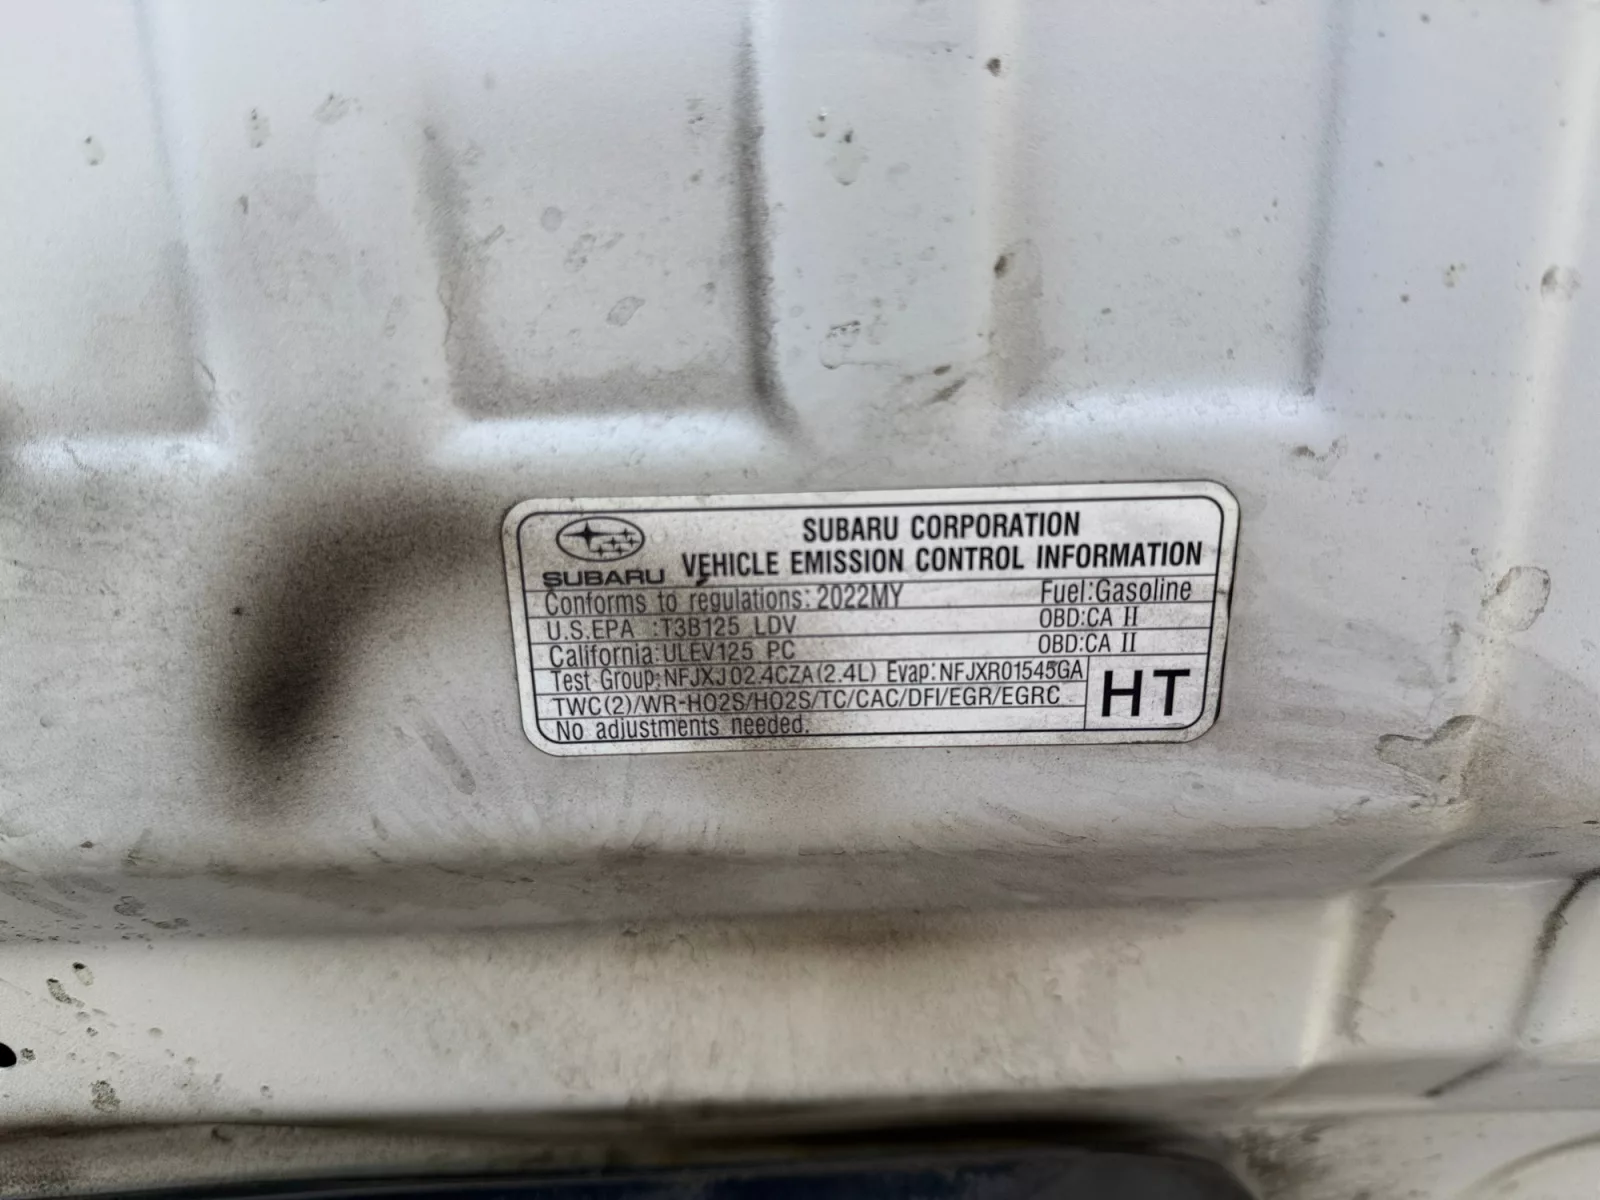 SUBARU CORPORATION
SUBARU VEHICLE EMISSION CONTROL INFORMATION
Conforms to regulations: 2022MY Fuel:Gasoline
U.S.EPA :T3B125 LDV OBD:CA II
California:ULEV125 PC OBD:CA II
Test Group:NFJXJ02.4CZA(2.4L) Evap:NFJXR01545GA
TWC(2)/WR-HO2S/HO2S/TC/CAC/DFI/EGR/EGRC
HT
No adjustments needed.